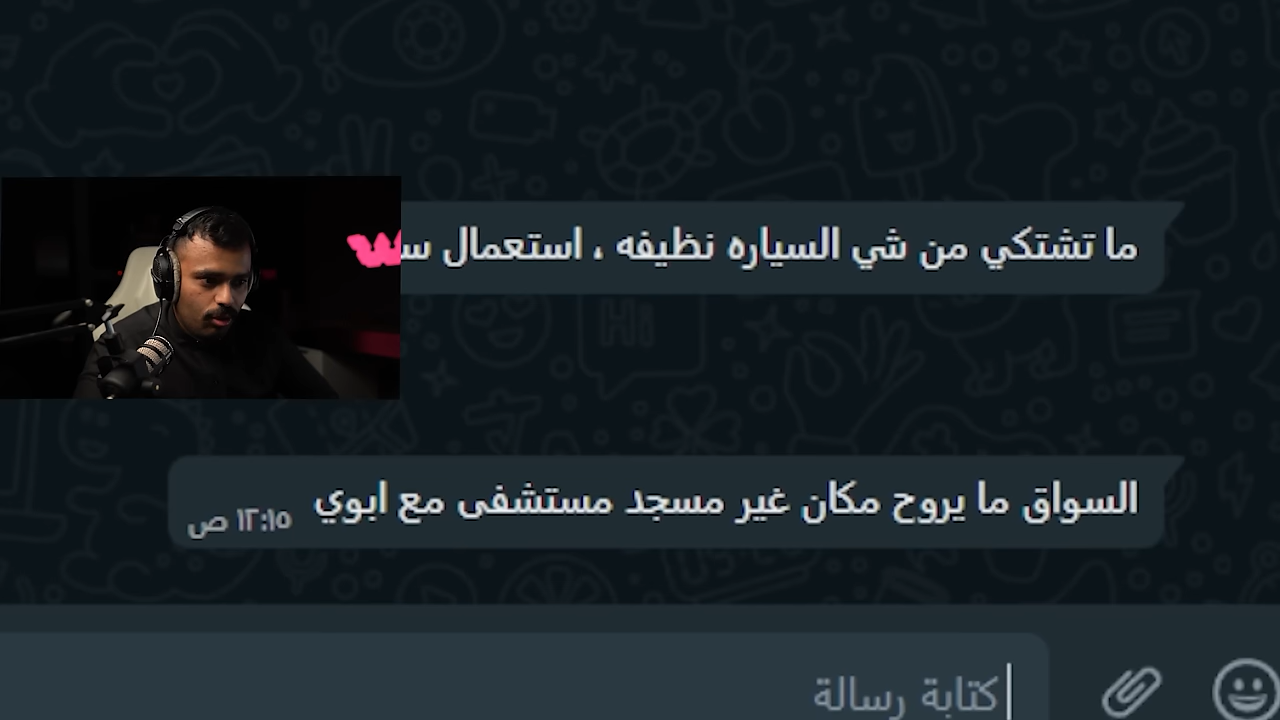 ما تشتكي من شي السياره نظيفه ، استعمال
السواق ما يروح مكان غير مسجد مستشفى مع ابوي
١٢:١٥ ص
كتابة رسالة